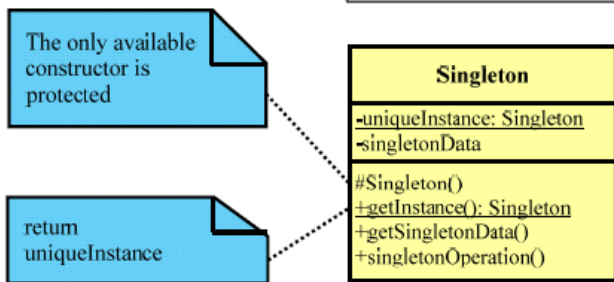 The only available
constructor is
protected
return
uniqueInstance
Singleton
-uniqueInstance: Singleton
-singletonData
#Singleton()
+getInstance(): Singleton
+getSingletonData()
+singletonOperation()